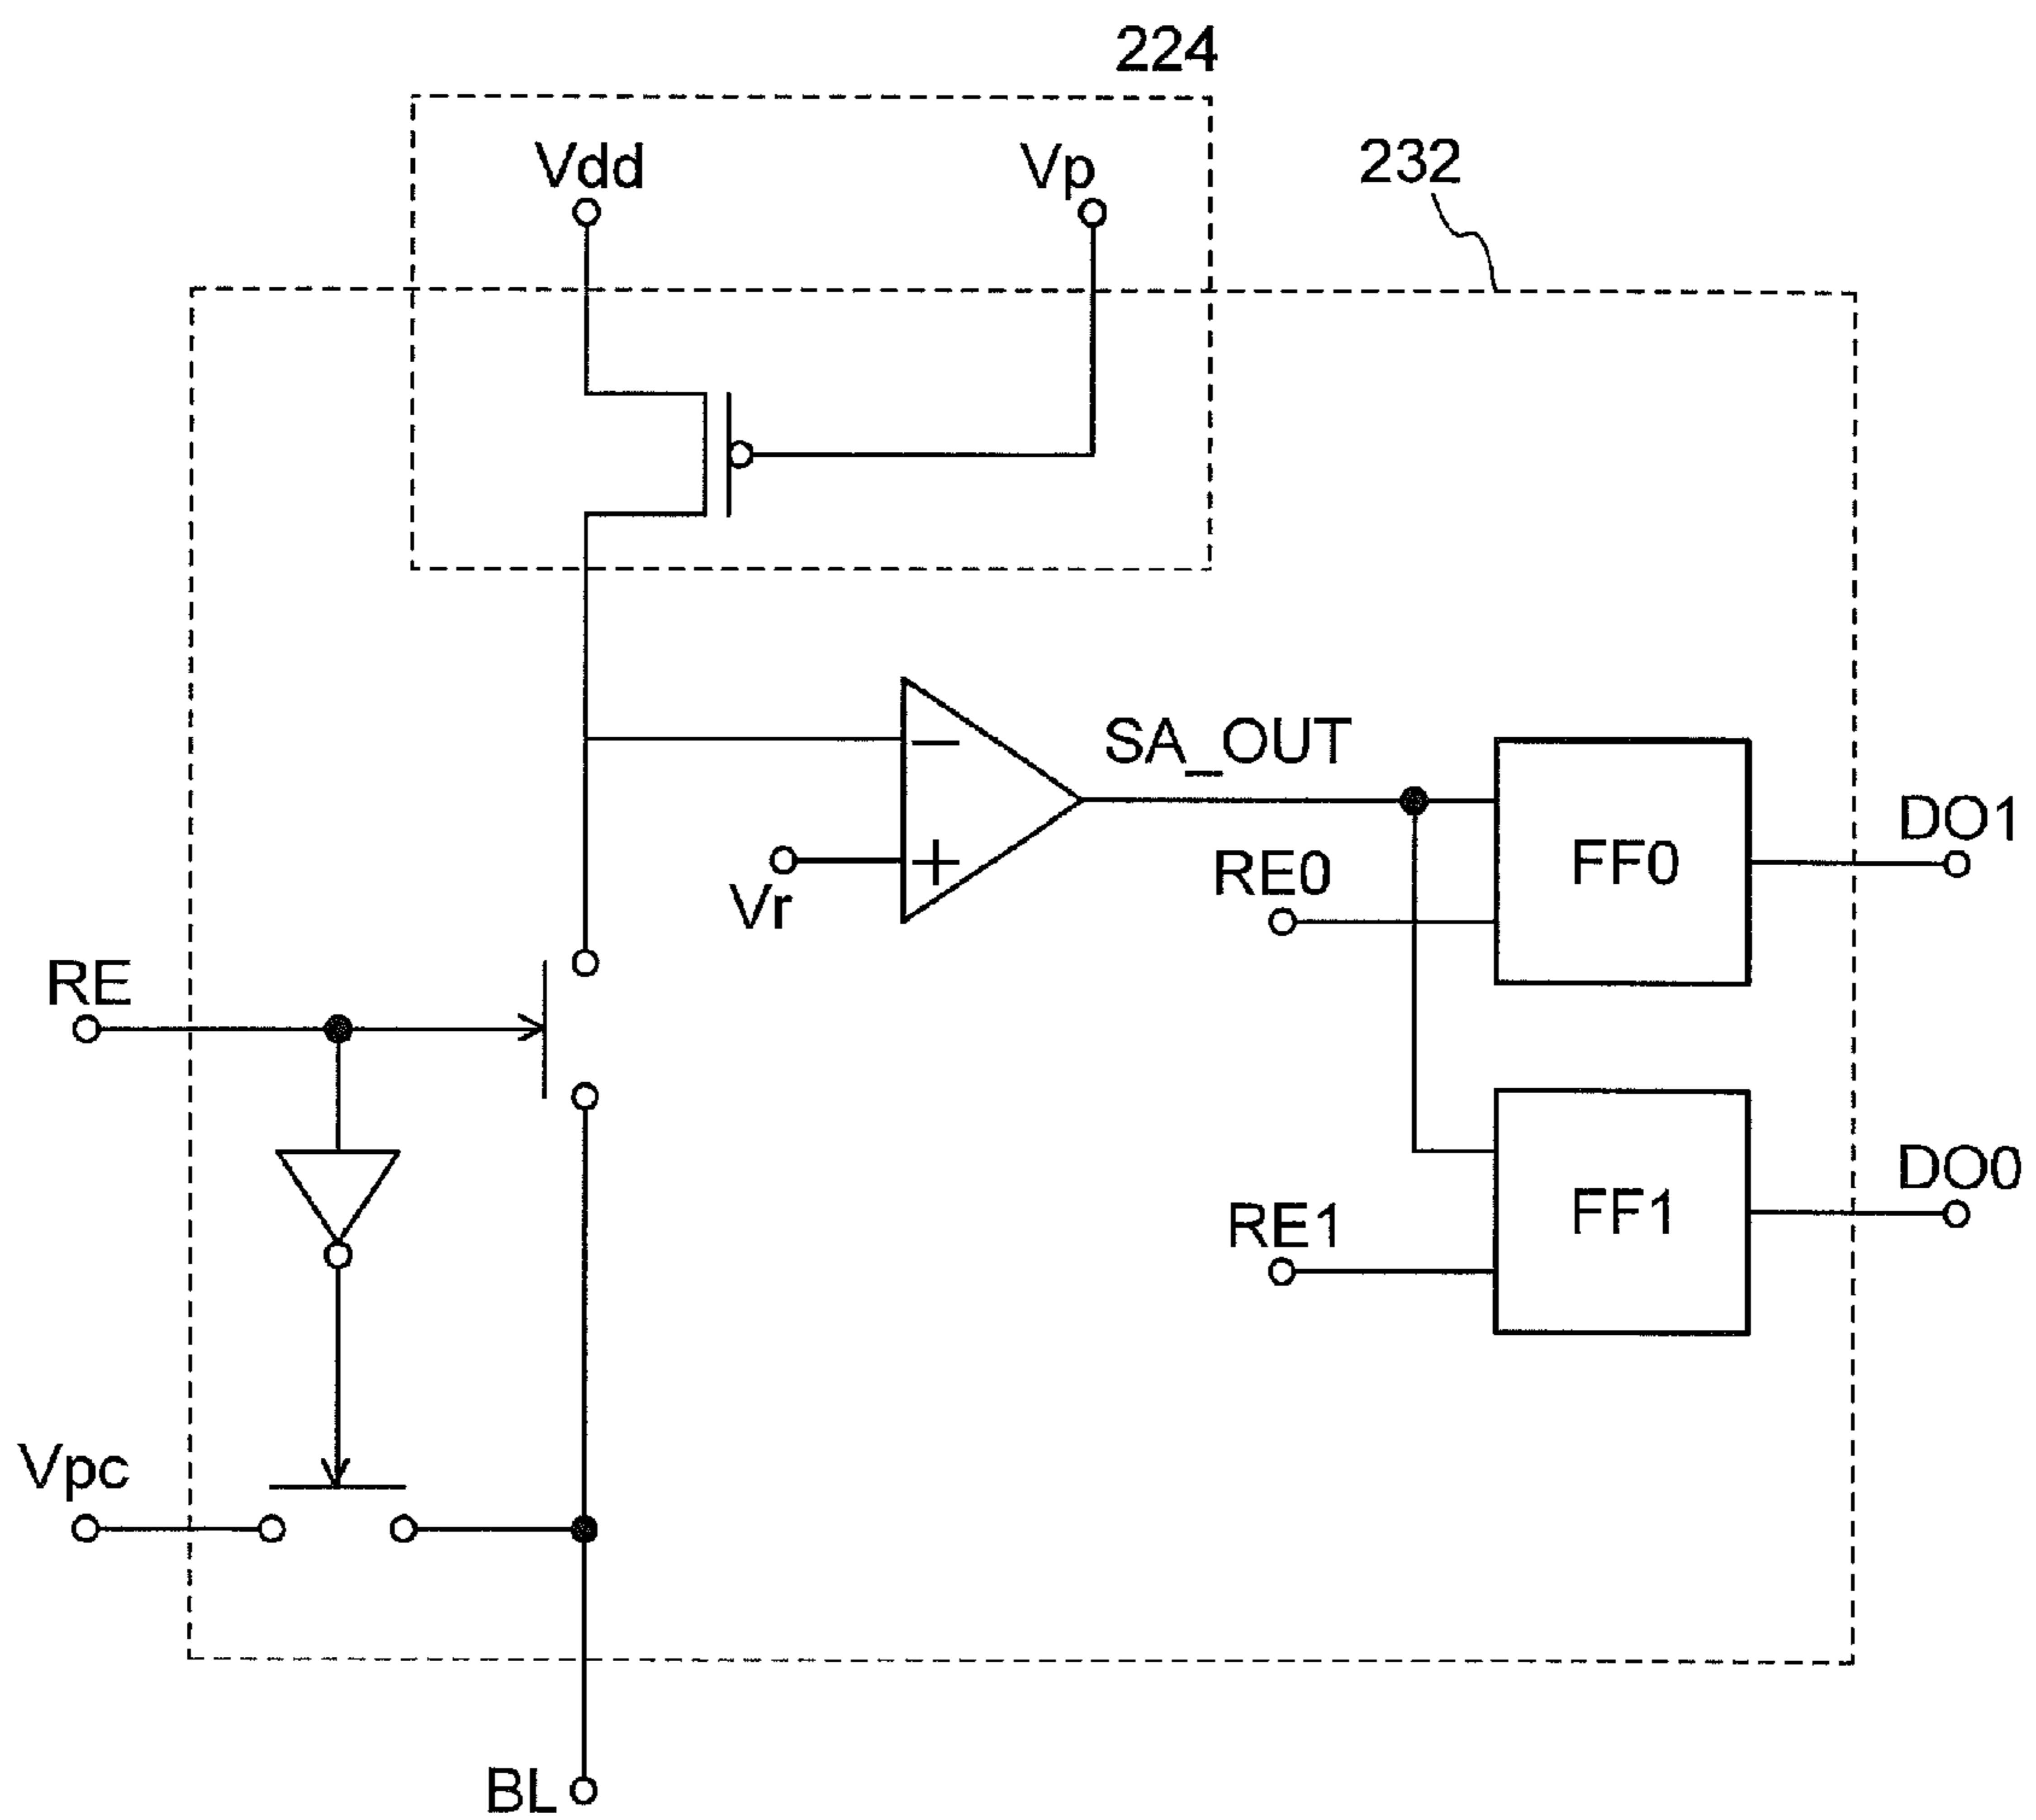 224
Vdd
Vp
232
SA_OUT
DO1
FF0
RE0
Vr
RE
DO0
FF1
RE1
Vpc
BL